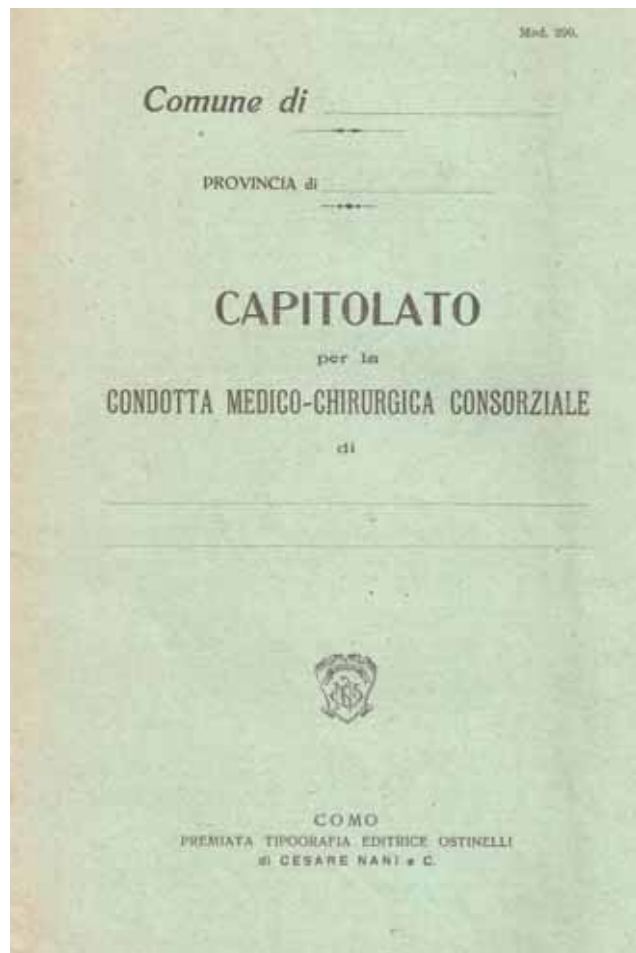 Mod. 290.
Comune di
PROVINCIA di
CAPITOLATO
per la
CONDOTTA MEDICO-CHIRURGICA CONSORZIALE
di
COMO
PREMIATA TIPOGRAFIA EDITRICE OSTINELLI
di CESARE NANI e C.